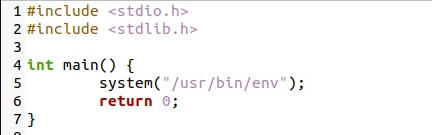 1 #include <stdio.h>
2 #include <stdlib.h>
3
4 int main() {
5         system("/usr/bin/env");
6         return 0;
7 }